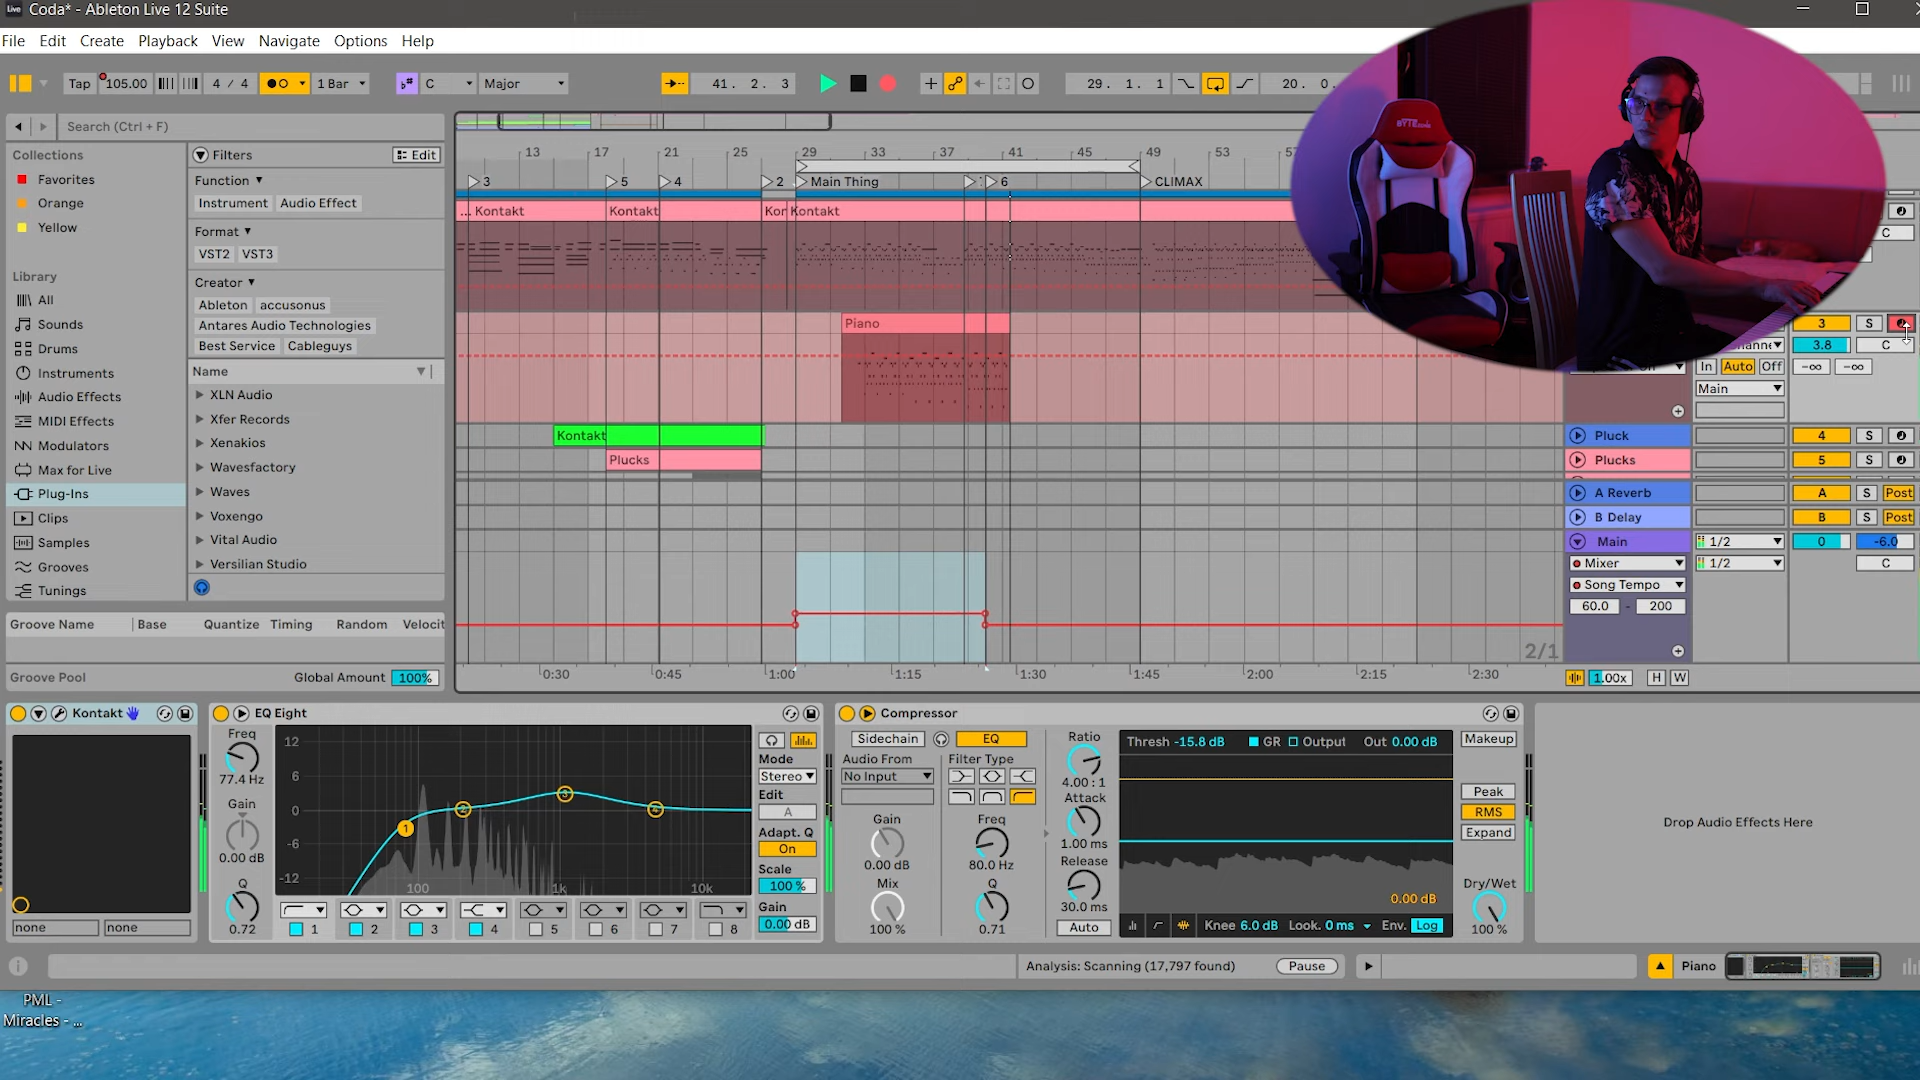 Live Coda* - Ableton Live 12 Suite
File Edit Create Playback View Navigate Options Help
Tap 105.00 4 / 4 1 Bar C Major 41. 2. 3 29. 1. 1 20. 0.
Search (Ctrl + F)
Collections
Favorites
Orange
Yellow
Library
All
Sounds
Drums
Instruments
Audio Effects
MIDI Effects
Modulators
Max for Live
Plug-Ins
Clips
Samples
Grooves
Tunings
Filters Edit
Function
Instrument Audio Effect
Format
VST2 VST3
Creator
Ableton accusonus
Antares Audio Technologies
Best Service Cableguys
Name
XLN Audio
Xfer Records
Xenakios
Wavesfactory
Waves
Voxengo
Vital Audio
Versilian Studio
Groove Name Base Quantize Timing Random Velocit
Groove Pool Global Amount 100%
13 17 21 25 29 33 37 41 45 49 53 57
3 5 4 2 Main Thing 6 CLIMAX
... Kontakt Kontakt Kor Kontakt
Piano
Kontakt
Plucks
0:30 0:45 1:00 1:15 1:30 1:45 2:00 2:15 2:30
2/1
C
3 S
3.8 C
In Auto Off -∞ -∞
Main
Pluck 4 S
Plucks 5 S
A Reverb A S Post
B Delay B S Post
Main 1/2 0 -6.0
Mixer 1/2 C
Song Tempo
60.0 - 200
1.00x H W
BYTE
Kontakt
none none
EQ Eight
Freq
77.4 Hz
Gain
0.00 dB
Q
0.72
12
6
0
-6
-12
100 1k 10k
1 2 3 4
1 2 3 4 5 6 7 8
Mode
Stereo
Edit
A
Adapt. Q
On
Scale
100 %
Gain
0.00 dB
Compressor
Sidechain EQ
Audio From Filter Type
No Input
Gain
0.00 dB
Mix
100 %
Freq
80.0 Hz
Q
0.71
Ratio
4.00 : 1
Attack
1.00 ms
Release
30.0 ms
Auto
Thresh -15.8 dB GR Output Out 0.00 dB
0.00 dB
Knee 6.0 dB Look. 0 ms Env. Log
Makeup
Peak
RMS
Expand
Dry/Wet
100 %
Drop Audio Effects Here
Analysis: Scanning (17,797 found) Pause Piano
PML -
Miracles - ...